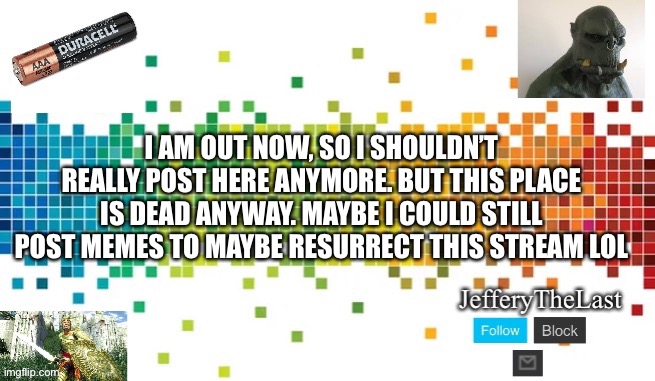 DURACELL
AAA
I AM OUT NOW, SO I SHOULDN'T
REALLY POST HERE ANYMORE. BUT THIS PLACE
IS DEAD ANYWAY. MAYBE I COULD STILL
POST MEMES TO MAYBE RESURRECT THIS STREAM LOL
JefferyTheLast
Follow Block
imgflip.com